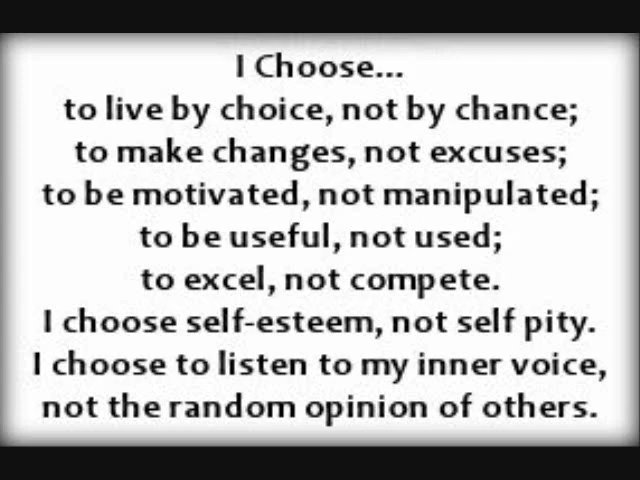 I Choose...
to live by choice, not by chance;
to make changes, not excuses;
to be motivated, not manipulated;
to be useful, not used;
to excel, not compete.
I choose self-esteem, not self pity.
I choose to listen to my inner voice,
not the random opinion of others.